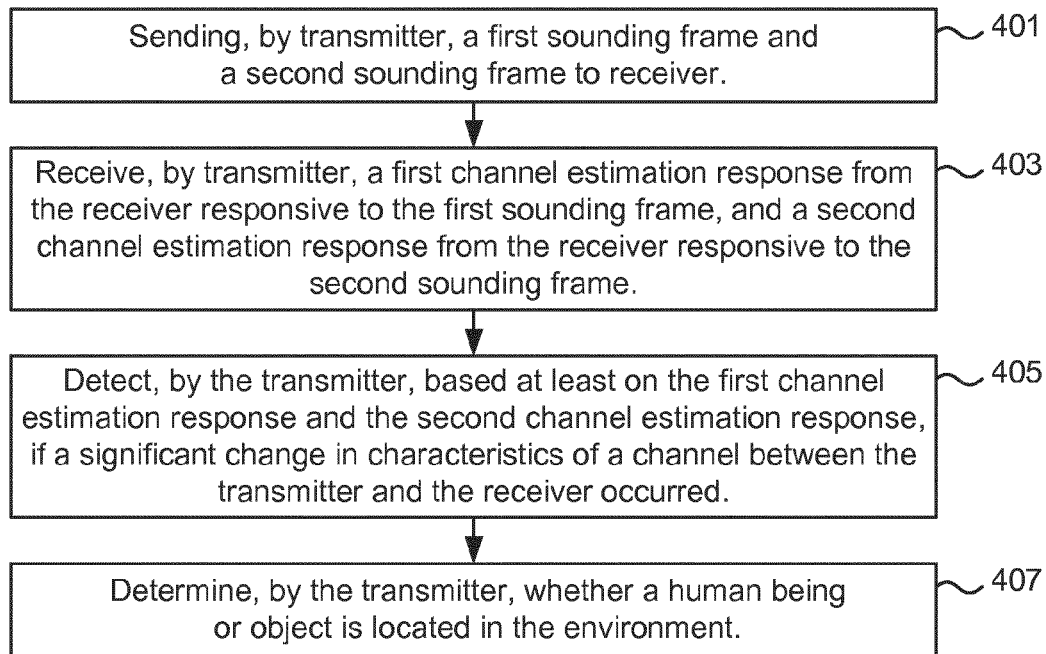 Sending, by transmitter, a first sounding frame and
a second sounding frame to receiver.
401
Receive, by transmitter, a first channel estimation response from
the receiver responsive to the first sounding frame, and a second
channel estimation response from the receiver responsive to the
second sounding frame.
403
Detect, by the transmitter, based at least on the first channel
estimation response and the second channel estimation response,
if a significant change in characteristics of a channel between the
transmitter and the receiver occurred.
405
Determine, by the transmitter, whether a human being
or object is located in the environment.
407